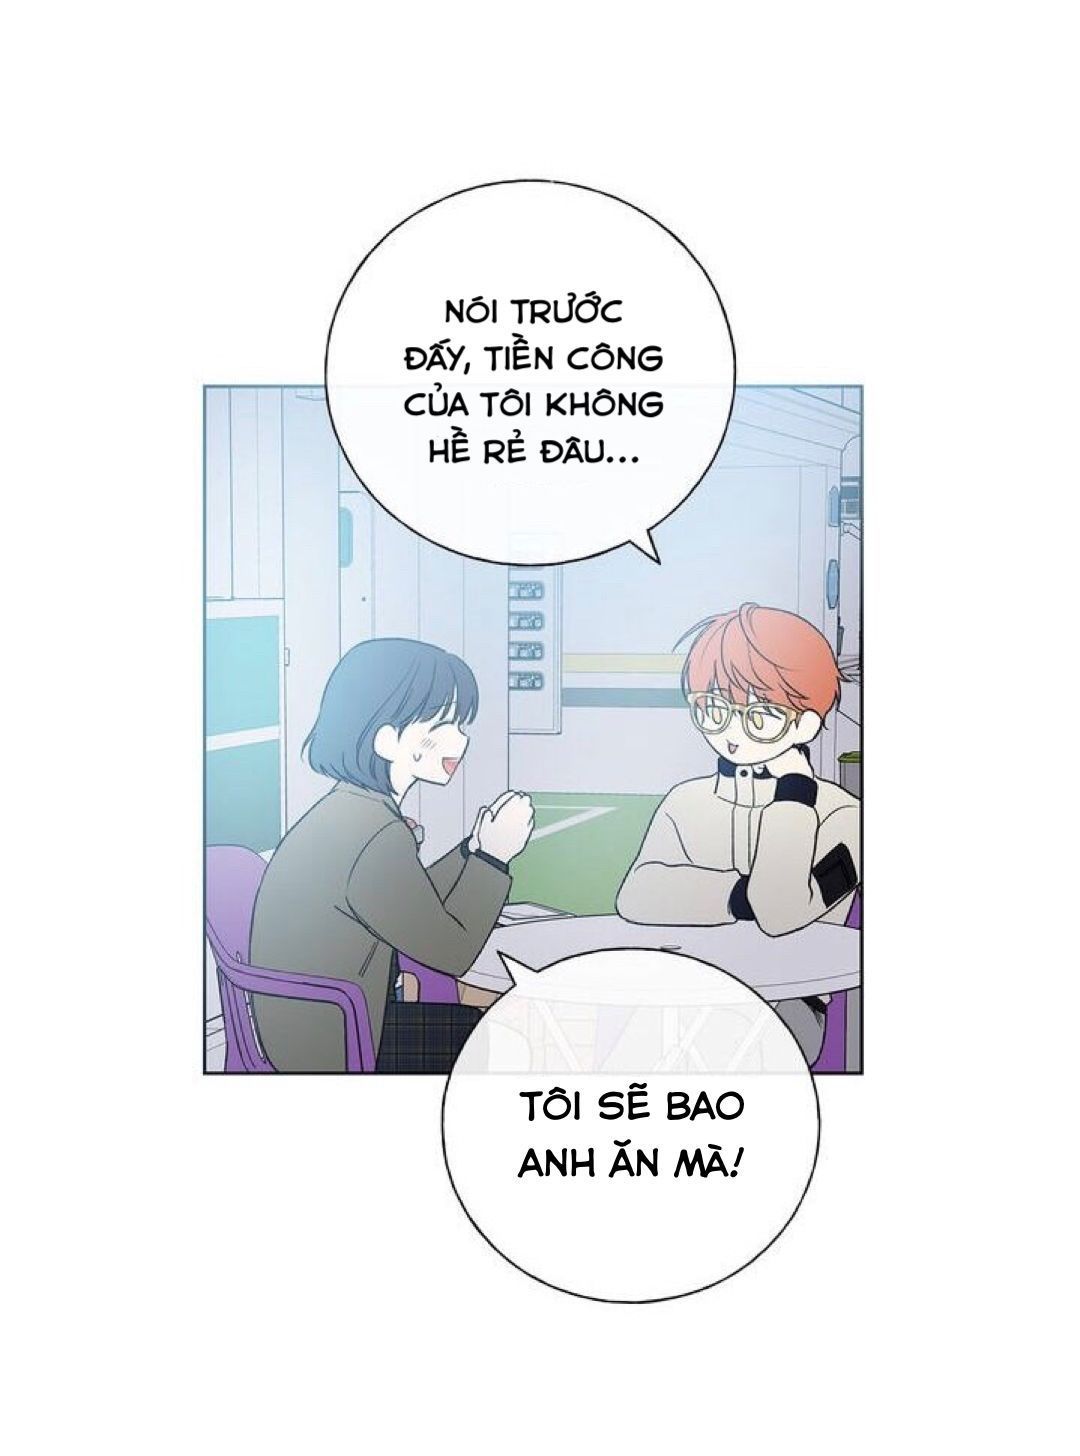 NÓI TRƯỚC
ĐẤY, TIỀN CÔNG
CỦA TÔI KHÔNG
HỀ RẺ ĐÂU...
TÔI SẼ BAO
ANH ĂN MÀ!